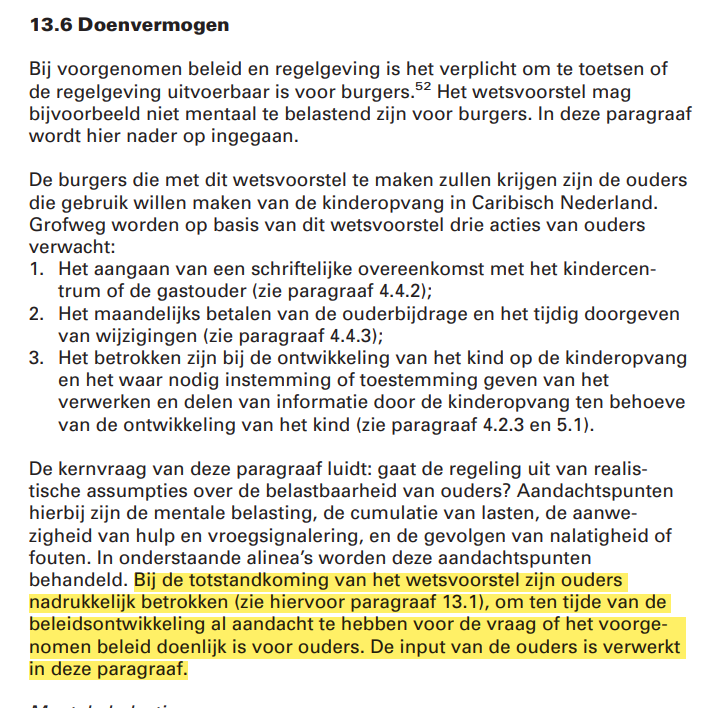 13.6 Doenvermogen
Bij voorgenomen beleid en regelgeving is het verplicht om te toetsen of
de regelgeving uitvoerbaar is voor burgers.52 Het wetsvoorstel mag
bijvoorbeeld niet mentaal te belastend zijn voor burgers. In deze paragraaf
wordt hier nader op ingegaan.
De burgers die met dit wetsvoorstel te maken zullen krijgen zijn de ouders
die gebruik willen maken van de kinderopvang in Caribisch Nederland.
Grofweg worden op basis van dit wetsvoorstel drie acties van ouders
verwacht:
1. Het aangaan van een schriftelijke overeenkomst met het kindercen-
trum of de gastouder (zie paragraaf 4.4.2);
2. Het maandelijks betalen van de ouderbijdrage en het tijdig doorgeven
van wijzigingen (zie paragraaf 4.4.3);
3. Het betrokken zijn bij de ontwikkeling van het kind op de kinderopvang
en het waar nodig instemming of toestemming geven van het
verwerken en delen van informatie door de kinderopvang ten behoeve
van de ontwikkeling van het kind (zie paragraaf 4.2.3 en 5.1).
De kernvraag van deze paragraaf luidt: gaat de regeling uit van realis-
tische assumpties over de belastbaarheid van ouders? Aandachtspunten
hierbij zijn de mentale belasting, de cumulatie van lasten, de aanwe-
zigheid van hulp en vroegsignalering, en de gevolgen van nalatigheid of
fouten. In onderstaande alinea's worden deze aandachtspunten
behandeld. Bij de totstandkoming van het wetsvoorstel zijn ouders
nadrukkelijk betrokken (zie hiervoor paragraaf 13.1), om ten tijde van de
beleidsontwikkeling al aandacht te hebben voor de vraag of het voorge-
nomen beleid doenlijk is voor ouders. De input van de ouders is verwerkt
in deze paragraaf.